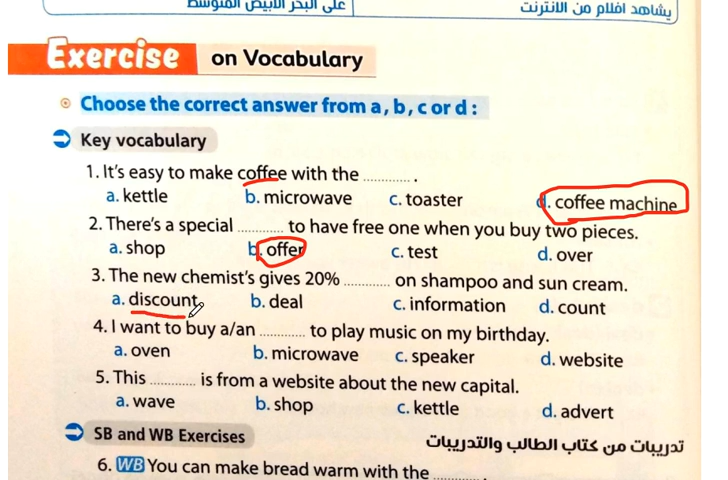 يشاهد افلام من الانترنت
على البحر الأبيض المتوسط
Exercise on Vocabulary
Choose the correct answer from a, b, c or d :
Key vocabulary
1. It's easy to make coffee with the ............ .
a. kettle b. microwave c. toaster d. coffee machine
2. There's a special ............ to have free one when you buy two pieces.
a. shop b. offer c. test d. over
3. The new chemist's gives 20% ............ on shampoo and sun cream.
a. discount b. deal c. information d. count
4. I want to buy a/an ............ to play music on my birthday.
a. oven b. microwave c. speaker d. website
5. This ............ is from a website about the new capital.
a. wave b. shop c. kettle d. advert
SB and WB Exercises تدريبات من كتاب الطالب والتدريبات
6. WB You can make bread warm with the ............ .